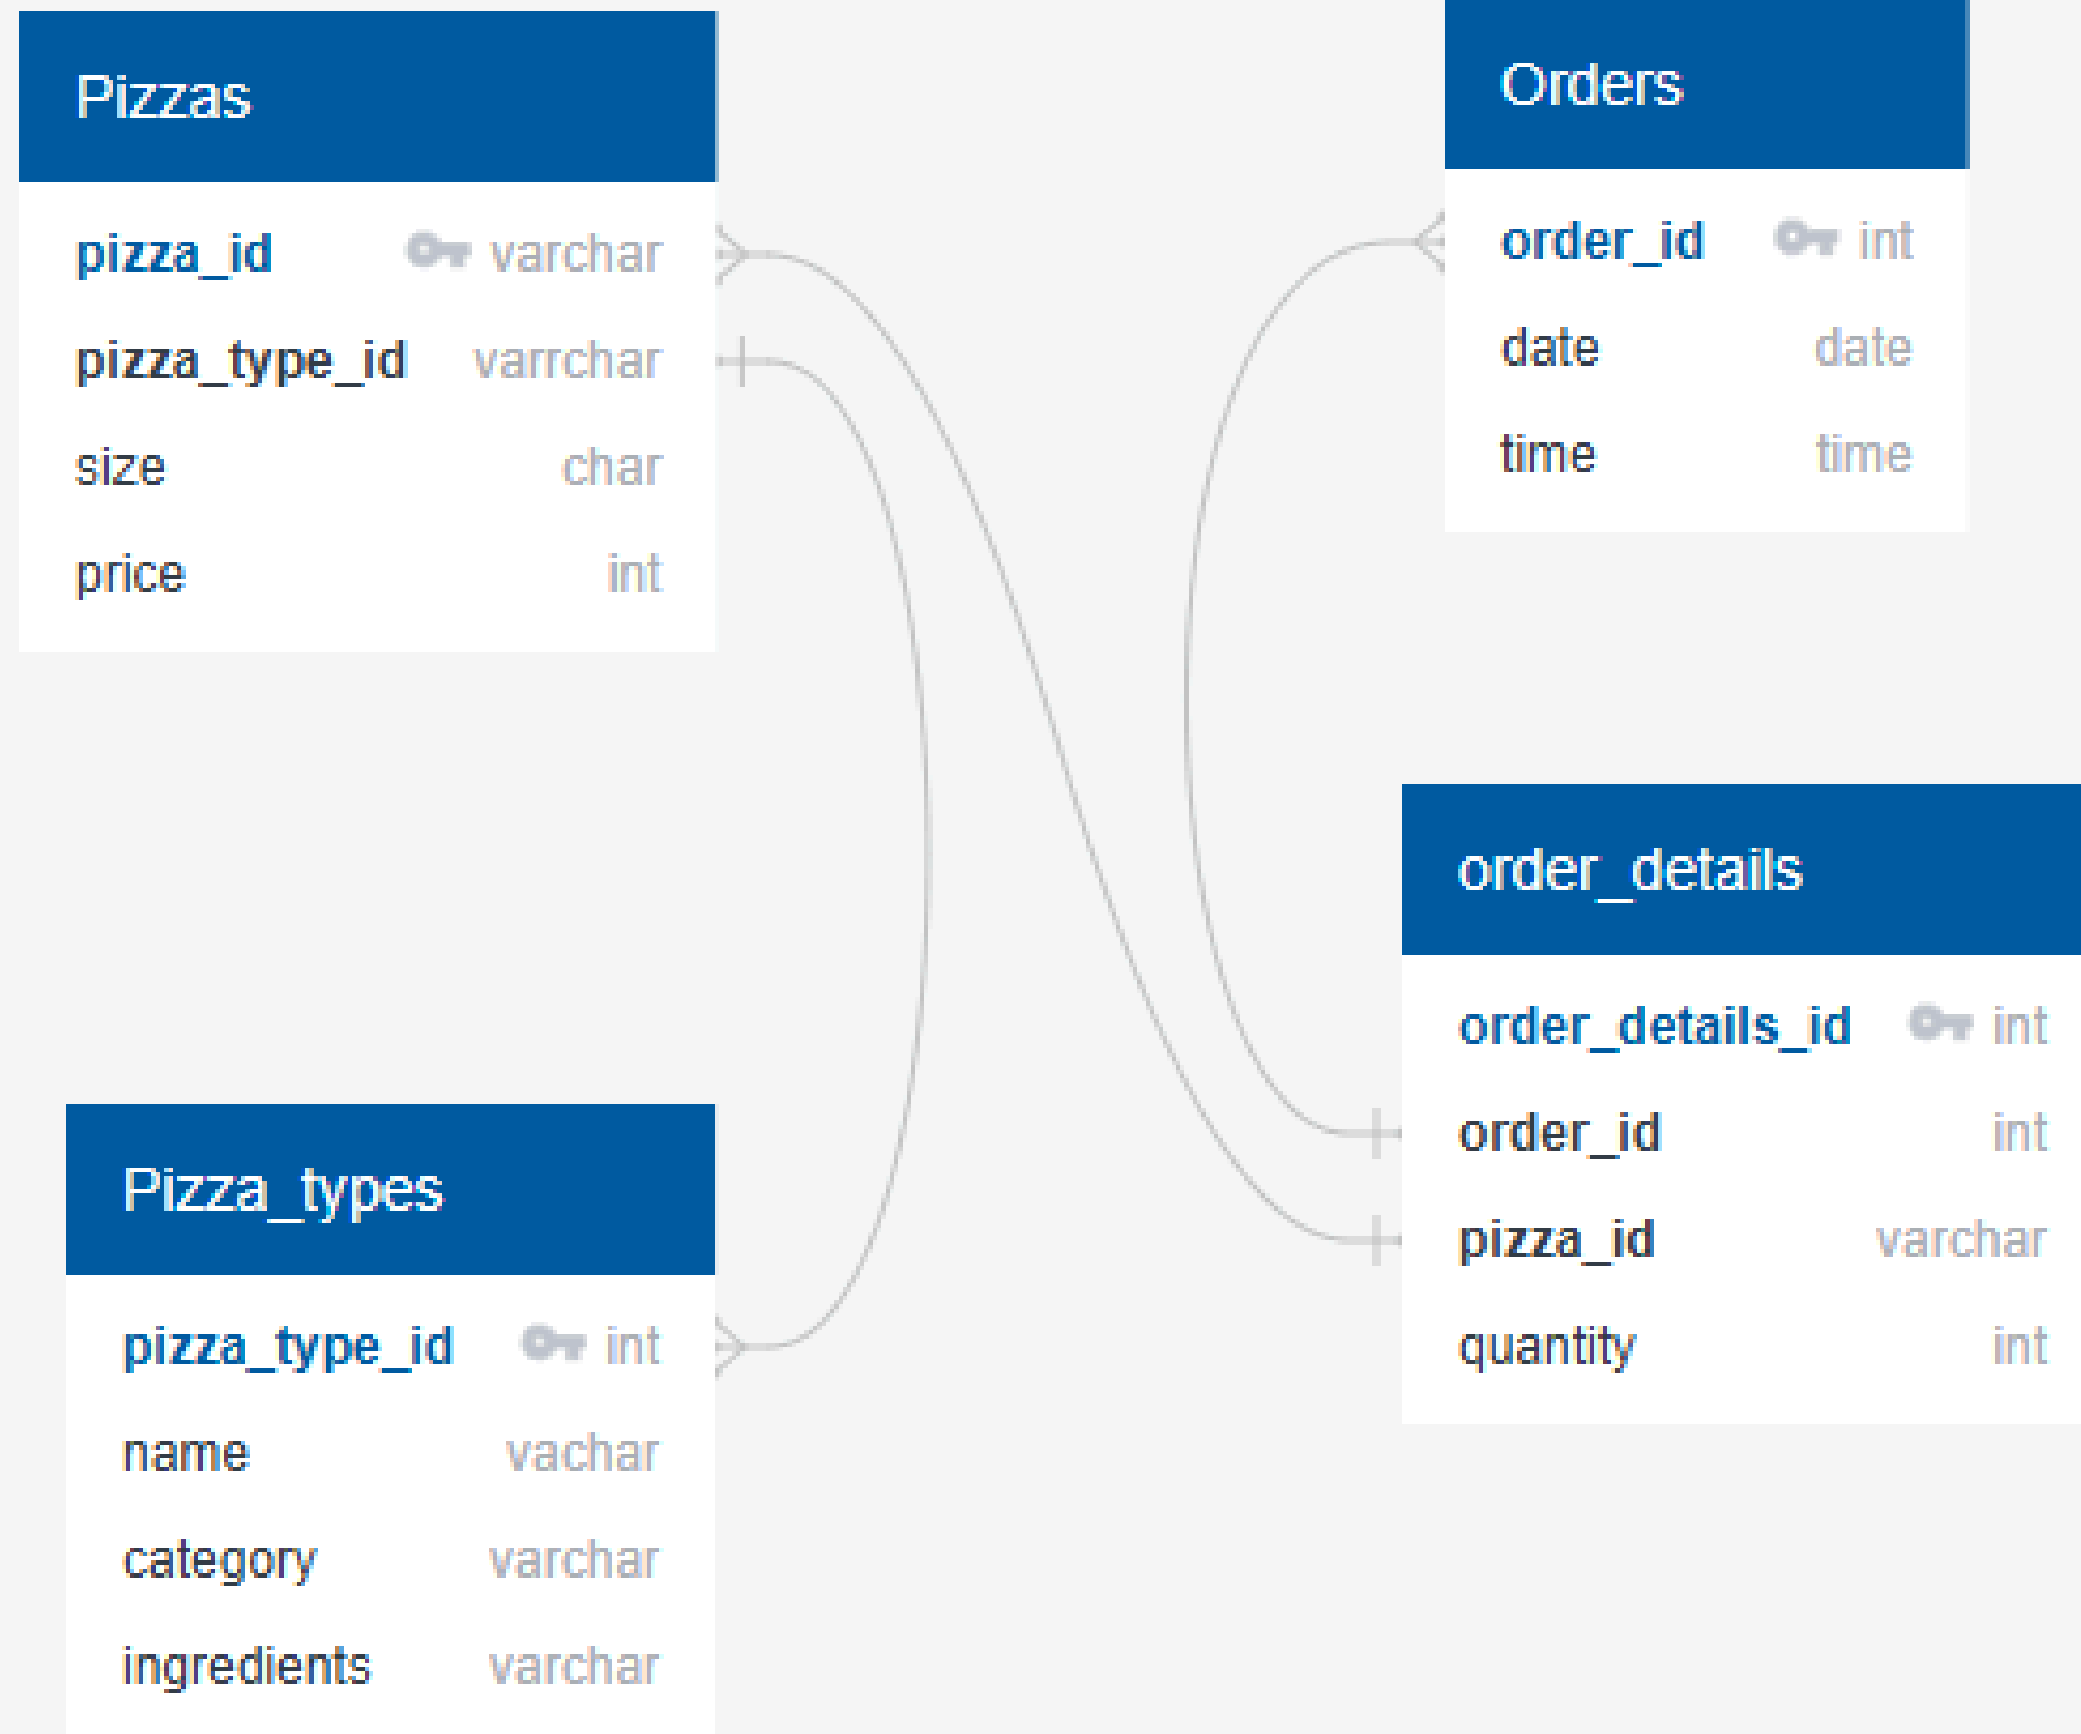 Pizzas
pizza_id varchar
pizza_type_id varrchar
size char
price int
Orders
order_id int
date date
time time
order_details
order_details_id int
order_id int
pizza_id varchar
quantity int
Pizza_types
pizza_type_id int
name vachar
category varchar
ingredients varchar